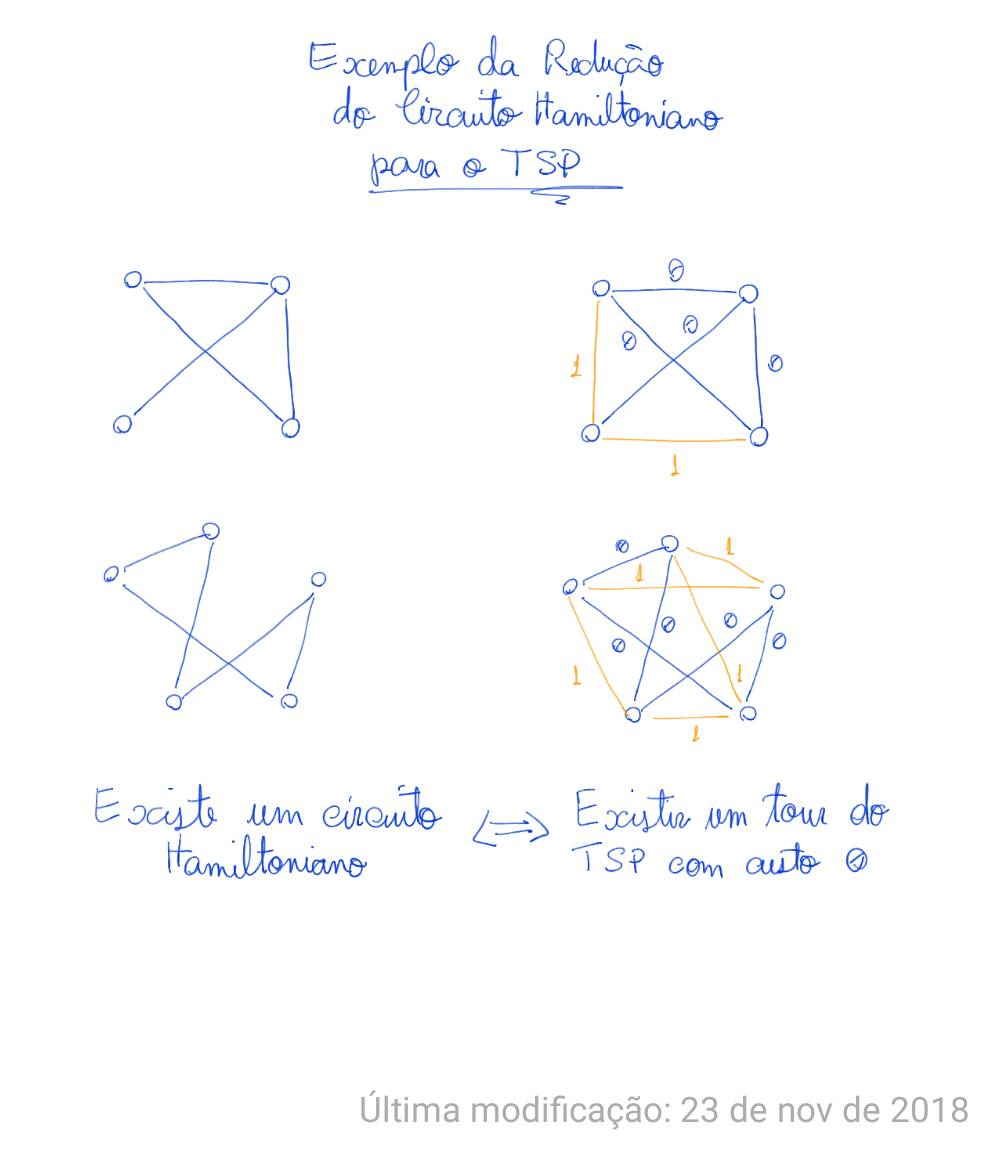 Exemplo da Redução
do Circuito Hamiltoniano
para o TSP
0
0
0
1
0
1
0
1
1
0
0
0
0
1
1
1
Existe um circuito
Hamiltoniano
<=>
Existir um tour do
TSP com custo 0
Última modificação: 23 de nov de 2018